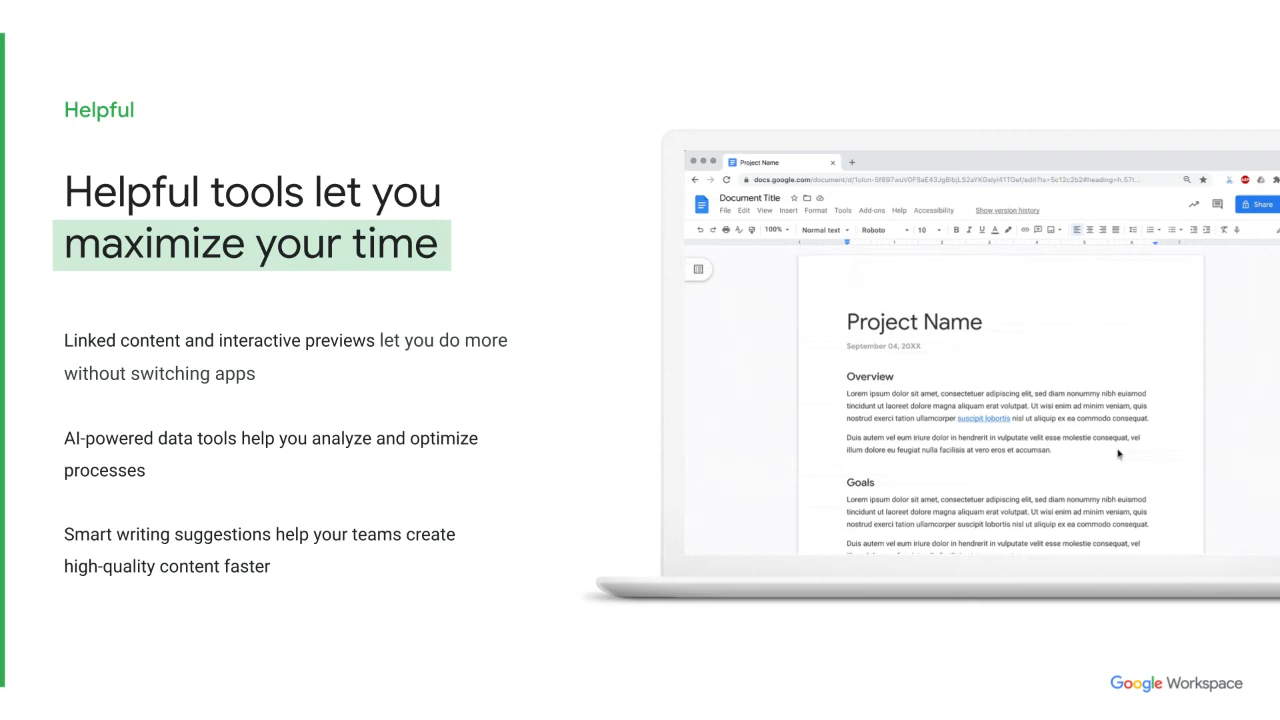 Helpful
Helpful tools let you
maximize your time
Linked content and interactive previews let you do more
without switching apps
AI-powered data tools help you analyze and optimize
processes
Smart writing suggestions help your teams create
high-quality content faster
Project Name
Document Title
File Edit View Insert Format Tools Add-ons Help Accessibility Show version history
Share
100% Normal text Roboto 10
Project Name
September 04, 20XX
Overview
Lorem ipsum dolor sit amet, consectetuer adipiscing elit, sed diam nonummy nibh euismod
tincidunt ut laoreet dolore magna aliquam erat volutpat. Ut wisi enim ad minim veniam, quis
nostrud exerci tation ullamcorper suscipit lobortis nisl ut aliquip ex ea commodo consequat.
Duis autem vel eum iriure dolor in hendrerit in vulputate velit esse molestie consequat, vel
illum dolore eu feugiat nulla facilisis at vero eros et accumsan.
Goals
Lorem ipsum dolor sit amet, consectetuer adipiscing elit, sed diam nonummy nibh euismod
tincidunt ut laoreet dolore magna aliquam erat volutpat. Ut wisi enim ad minim veniam, quis
nostrud exerci tation ullamcorper suscipit lobortis nisl ut aliquip ex ea commodo consequat.
Duis autem vel eum iriure dolor in hendrerit in vulputate velit esse molestie consequat, vel
Google Workspace